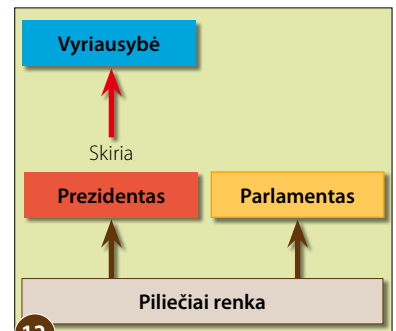 Vyriausybė
Skiria
Prezidentas
Parlamentas
Piliečiai renka